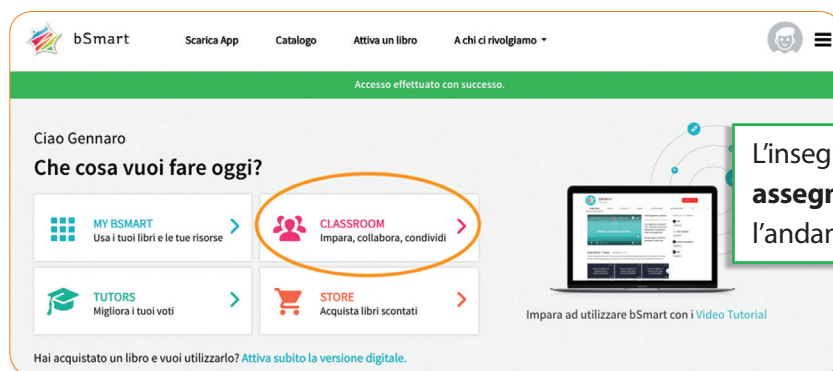 bSmart
Scarica App
Catalogo
Attiva un libro
A chi ci rivolgiamo
Accesso effettuato con successo.
Ciao Gennaro
Che cosa vuoi fare oggi?
MY BSMART
Usa i tuoi libri e le tue risorse
CLASSROOM
Impara, collabora, condividi
TUTORS
Migliora i tuoi voti
STORE
Acquista libri scontati
Impara ad utilizzare bSmart con i Video Tutorial
Hai acquistato un libro e vuoi utilizzarlo? Attiva subito la versione digitale.